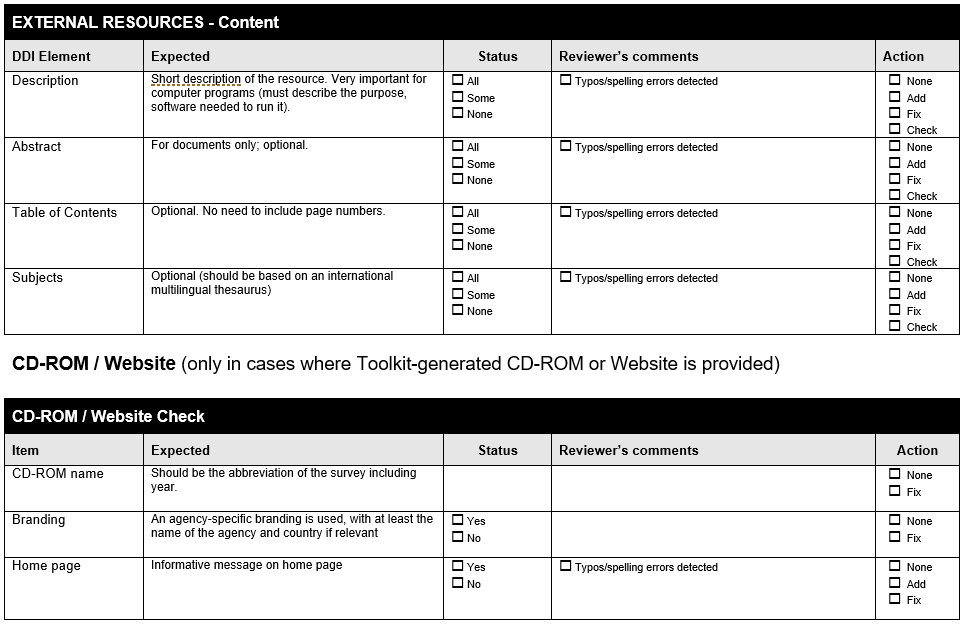 EXTERNAL RESOURCES - Content
DDI Element Expected Status Reviewer's comments Action
Description Short description of the resource. Very important for ☐ All ☐ Typos/spelling errors detected ☐ None
computer programs (must describe the purpose, ☐ Some ☐ Add
software needed to run it). ☐ None ☐ Fix
☐ Check
Abstract For documents only; optional. ☐ All ☐ Typos/spelling errors detected ☐ None
☐ Some ☐ Add
☐ None ☐ Fix
☐ Check
Table of Contents Optional. No need to include page numbers. ☐ All ☐ Typos/spelling errors detected ☐ None
☐ Some ☐ Add
☐ None ☐ Fix
☐ Check
Subjects Optional (should be based on an international ☐ All ☐ Typos/spelling errors detected ☐ None
multilingual thesaurus) ☐ Some ☐ Add
☐ None ☐ Fix
☐ Check
CD-ROM / Website (only in cases where Toolkit-generated CD-ROM or Website is provided)
CD-ROM / Website Check
Item Expected Status Reviewer's comments Action
CD-ROM name Should be the abbreviation of the survey including ☐ None
year. ☐ Fix
Branding An agency-specific branding is used, with at least the ☐ Yes ☐ None
name of the agency and country if relevant ☐ No ☐ Fix
Home page Informative message on home page ☐ Yes ☐ Typos/spelling errors detected ☐ None
☐ No ☐ Add
☐ Fix